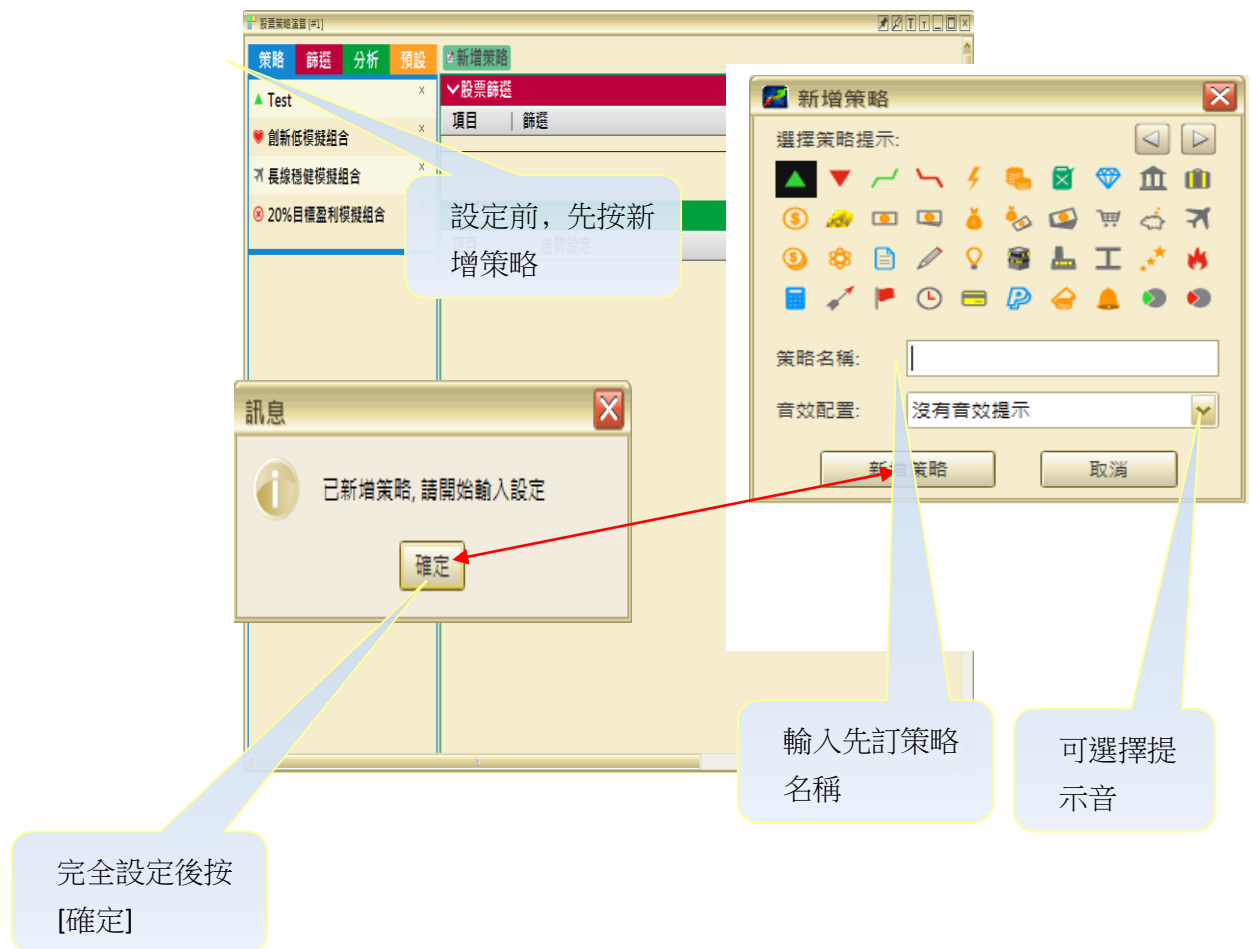 股票策略演算 [#1]
策略 篩選 分析 預設
新增策略
Test
創新低模擬組合
長線穩健模擬組合
20%目標盈利模擬組合
股票篩選
項目 篩選
項目 走勢設定
設定前，先按新
增策略
新增策略
選擇策略提示:
策略名稱:
音效配置: 沒有音效提示
新增策略 取消
訊息
已新增策略, 請開始輸入設定
確定
輸入先訂策略
名稱
可選擇提
示音
完全設定後按
[確定]